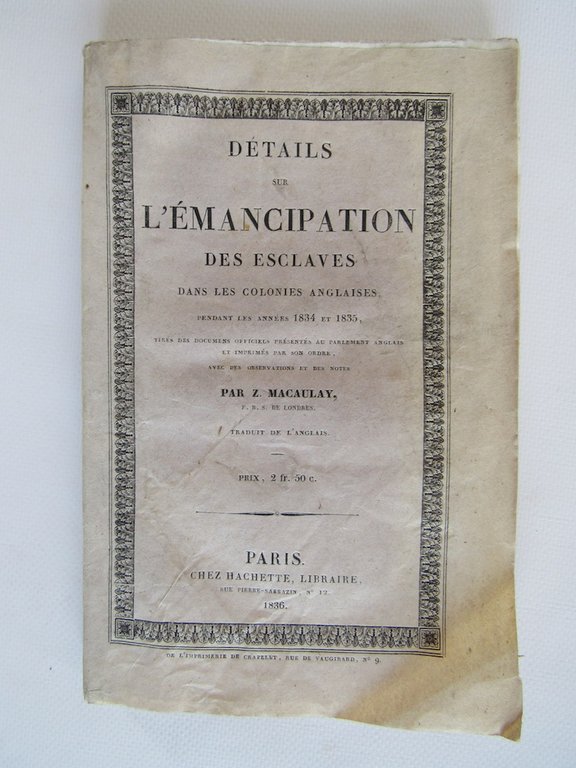 DÉTAILS
SUR
L'ÉMANCIPATION
DES ESCLAVES
DANS LES COLONIES ANGLAISES,
PENDANT LES ANNÉES 1834 ET 1835,
TIRÉS DES DOCUMENS OFFICIELS PRÉSENTÉS AU PARLEMENT ANGLAIS
ET IMPRIMÉS PAR SON ORDRE,
AVEC DES OBSERVATIONS ET DES NOTES
PAR Z. MACAULAY,
F. R. S. DE LONDRES.
TRADUIT DE L'ANGLAIS.
PRIX, 2 fr. 50 c.
PARIS.
CHEZ HACHETTE, LIBRAIRE,
RUE PIERRE-SARRAZIN, N° 12.
1836.
DE L'IMPRIMERIE DE CRAPELET, RUE DE VAUGIRARD, N° 9.